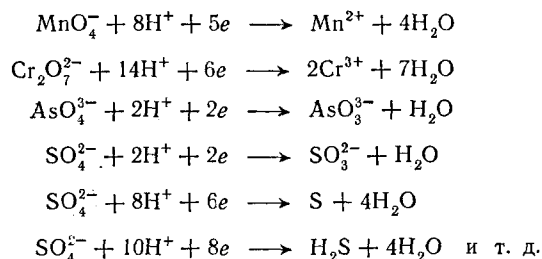 MnO₄⁻ + 8H⁺ + 5e ⟶ Mn²⁺ + 4H₂O
Cr₂O₇²⁻ + 14H⁺ + 6e ⟶ 2Cr³⁺ + 7H₂O
AsO₄³⁻ + 2H⁺ + 2e ⟶ AsO₃³⁻ + H₂O
SO₄²⁻ + 2H⁺ + 2e ⟶ SO₃²⁻ + H₂O
SO₄²⁻ + 8H⁺ + 6e ⟶ S + 4H₂O
SO₄²⁻ + 10H⁺ + 8e ⟶ H₂S + 4H₂O и т. д.